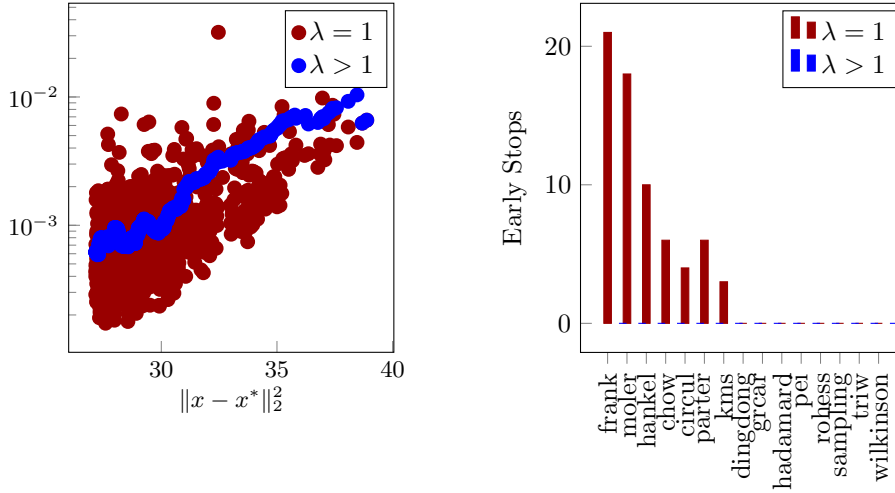 λ = 1
λ > 1
10⁻²
10⁻³
30
35
40
‖x − x*‖₂²
λ = 1
λ > 1
20
10
0
Early Stops
frank
moler
hankel
chow
circul
parter
kms
dingdong
grcar
hadamard
pei
rohess
sampling
triw
wilkinson